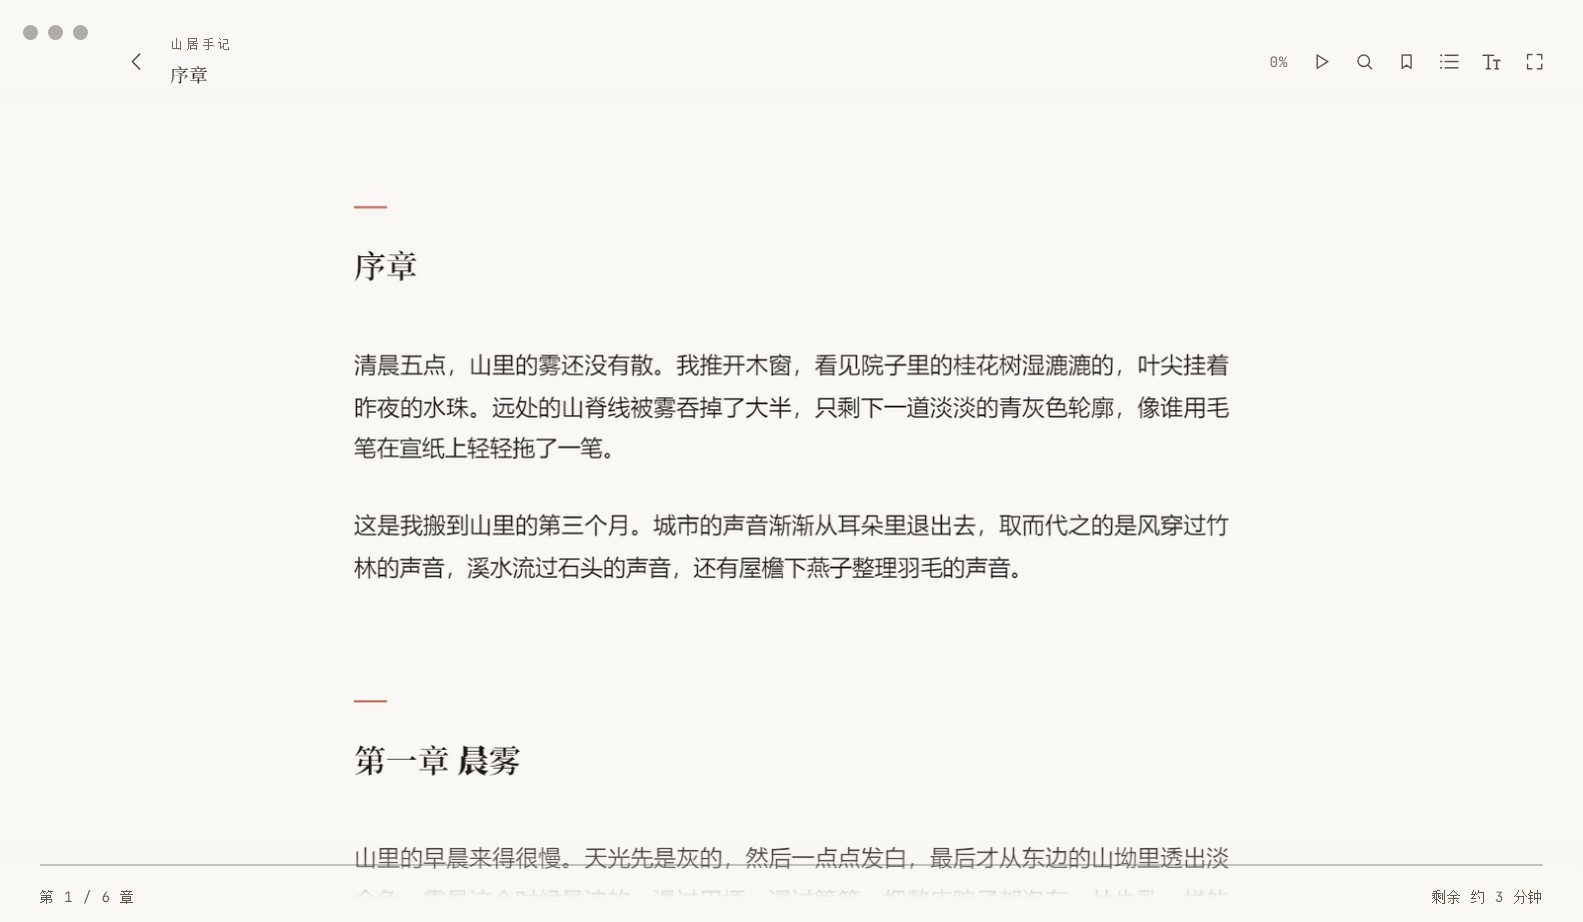 山居手记
序章
0%
序章
清晨五点，山里的雾还没有散。我推开木窗，看见院子里的桂花树湿漉漉的，叶尖挂着
昨夜的水珠。远处的山脊线被雾吞掉了大半，只剩下一道淡淡的青灰色轮廓，像谁用毛
笔在宣纸上轻轻拖了一笔。
这是我搬到山里的第三个月。城市的声音渐渐从耳朵里退出去，取而代之的是风穿过竹
林的声音，溪水流过石头的声音，还有屋檐下燕子整理羽毛的声音。
第一章 晨雾
山里的早晨来得很慢。天光先是灰的，然后一点点发白，最后才从东边的山坳里透出淡
第 1 / 6 章
剩余 约 3 分钟